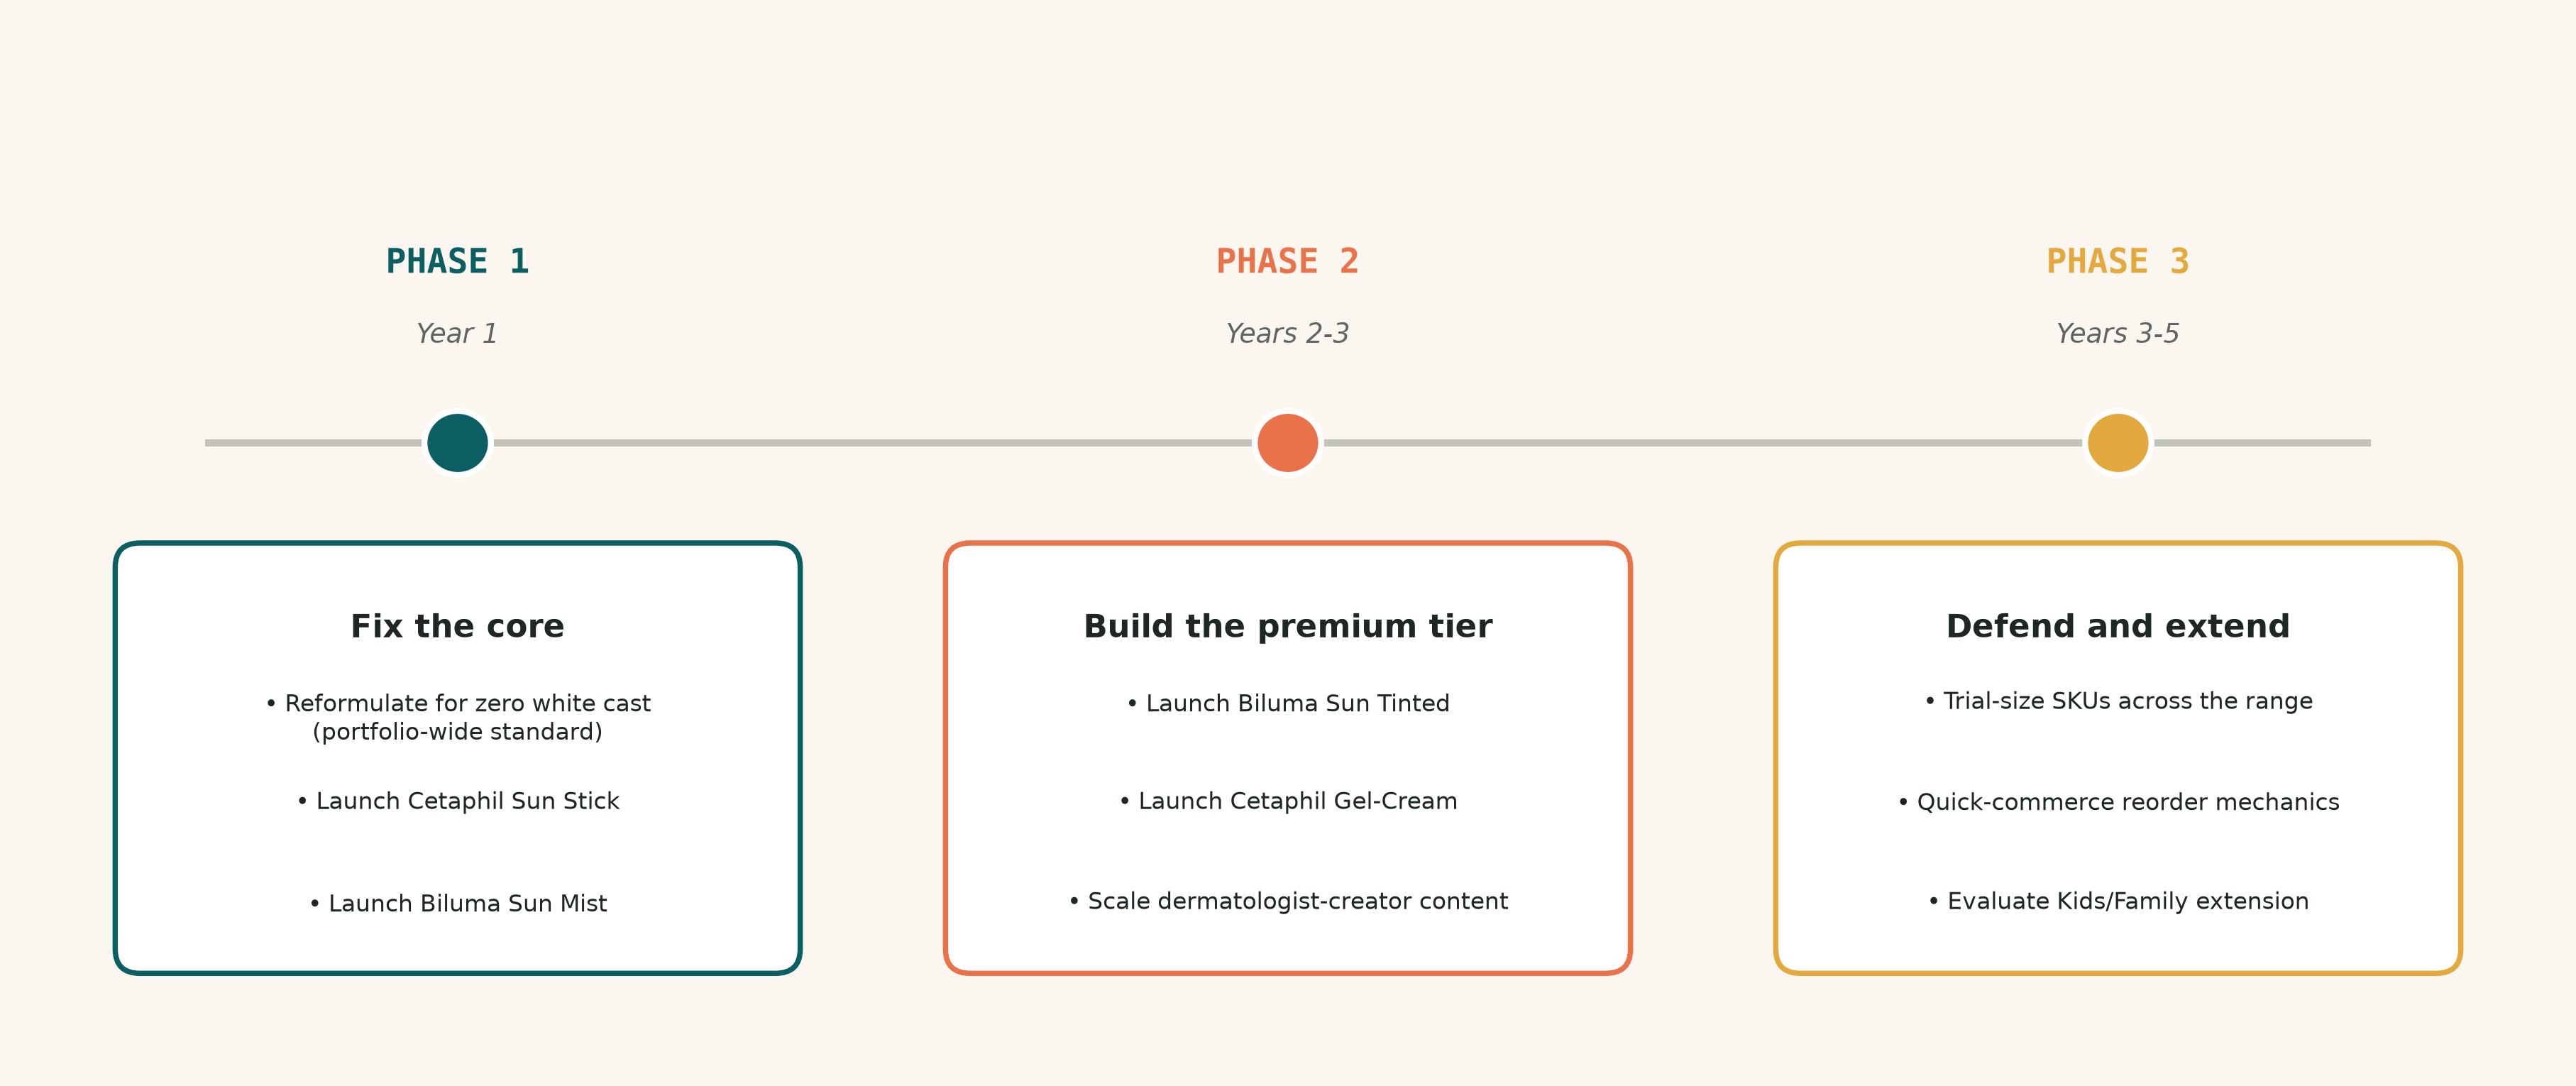 PHASE 1
Year 1
Fix the core
• Reformulate for zero white cast
(portfolio-wide standard)
• Launch Cetaphil Sun Stick
• Launch Biluma Sun Mist
PHASE 2
Years 2-3
Build the premium tier
• Launch Biluma Sun Tinted
• Launch Cetaphil Gel-Cream
• Scale dermatologist-creator content
PHASE 3
Years 3-5
Defend and extend
• Trial-size SKUs across the range
• Quick-commerce reorder mechanics
• Evaluate Kids/Family extension